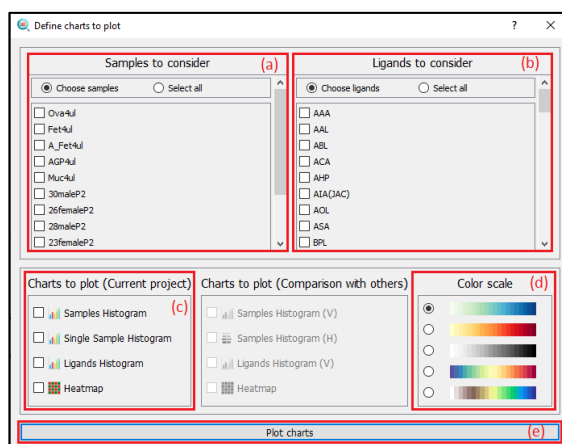 Define charts to plot
?
Samples to consider (a)
Choose samples Select all
Ova4ul
Fet4ul
A_Fet4ul
AGP4ul
Muc4ul
30maleP2
26femaleP2
28maleP2
23femaleP2
Ligands to consider (b)
Choose ligands Select all
AAA
AAL
ABL
ACA
AHP
AIA(JAC)
AOL
ASA
BPL
Charts to plot (Current project)
(c)
Samples Histogram
Single Sample Histogram
Ligands Histogram
Heatmap
Charts to plot (Comparison with others)
Samples Histogram (V)
Samples Histogram (H)
Ligands Histogram (V)
Heatmap
Color scale (d)
Plot charts (e)